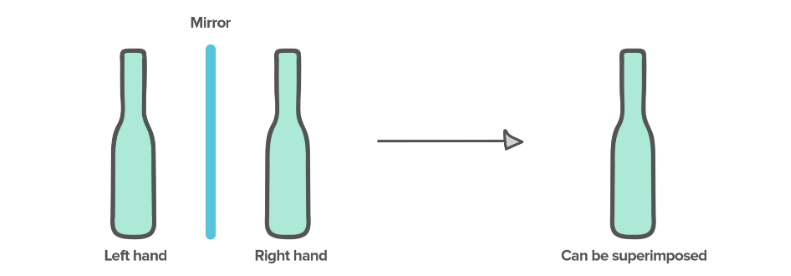 Mirror
Left hand
Right hand
Can be superimposed